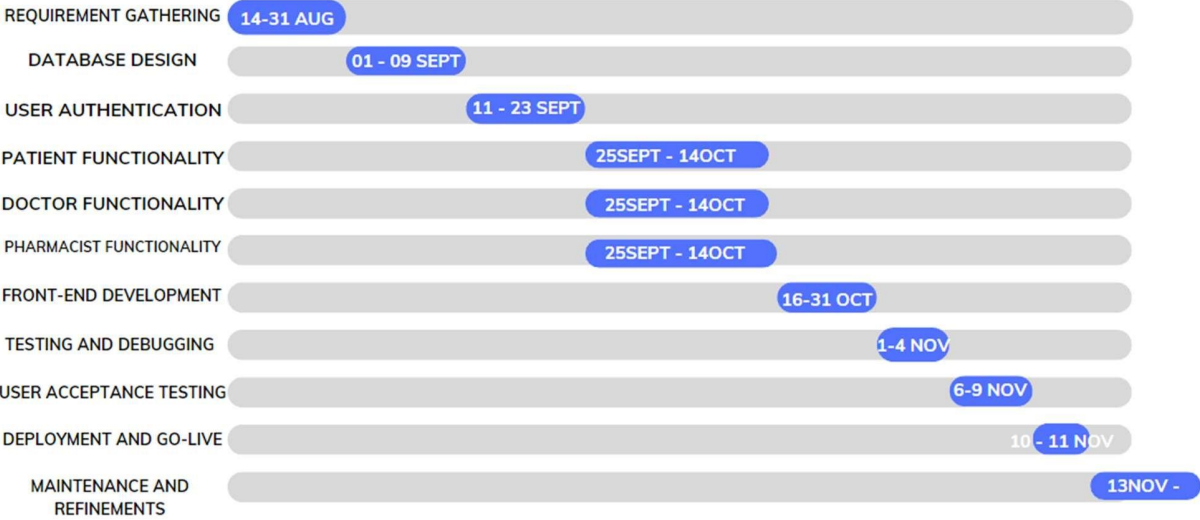 REQUIREMENT GATHERING 14-31 AUG
DATABASE DESIGN 01 - 09 SEPT
USER AUTHENTICATION 11 - 23 SEPT
PATIENT FUNCTIONALITY 25SEPT - 14OCT
DOCTOR FUNCTIONALITY 25SEPT - 14OCT
PHARMACIST FUNCTIONALITY 25SEPT - 14OCT
FRONT-END DEVELOPMENT 16-31 OCT
TESTING AND DEBUGGING 1-4 NOV
USER ACCEPTANCE TESTING 6-9 NOV
DEPLOYMENT AND GO-LIVE 10 - 11 NOV
MAINTENANCE AND 13NOV -
REFINEMENTS